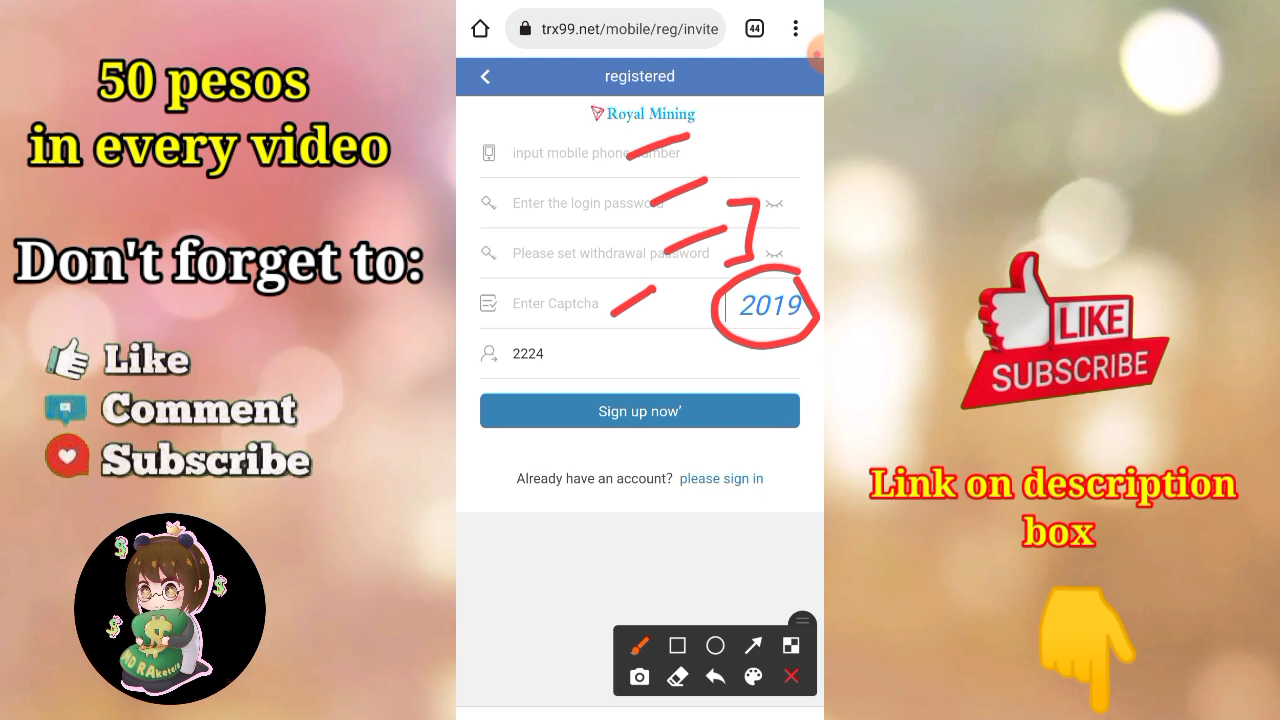 50 pesos
in every video
Don't forget to:
Like
Comment
Subscribe
trx99.net/mobile/reg/invite
44
registered
Royal Mining
input mobile phone number
Enter the login password
Please set withdrawal password
Enter Captcha
2019
2224
Sign up now’
Already have an account? please sign in
LIKE
SUBSCRIBE
Link on description
box